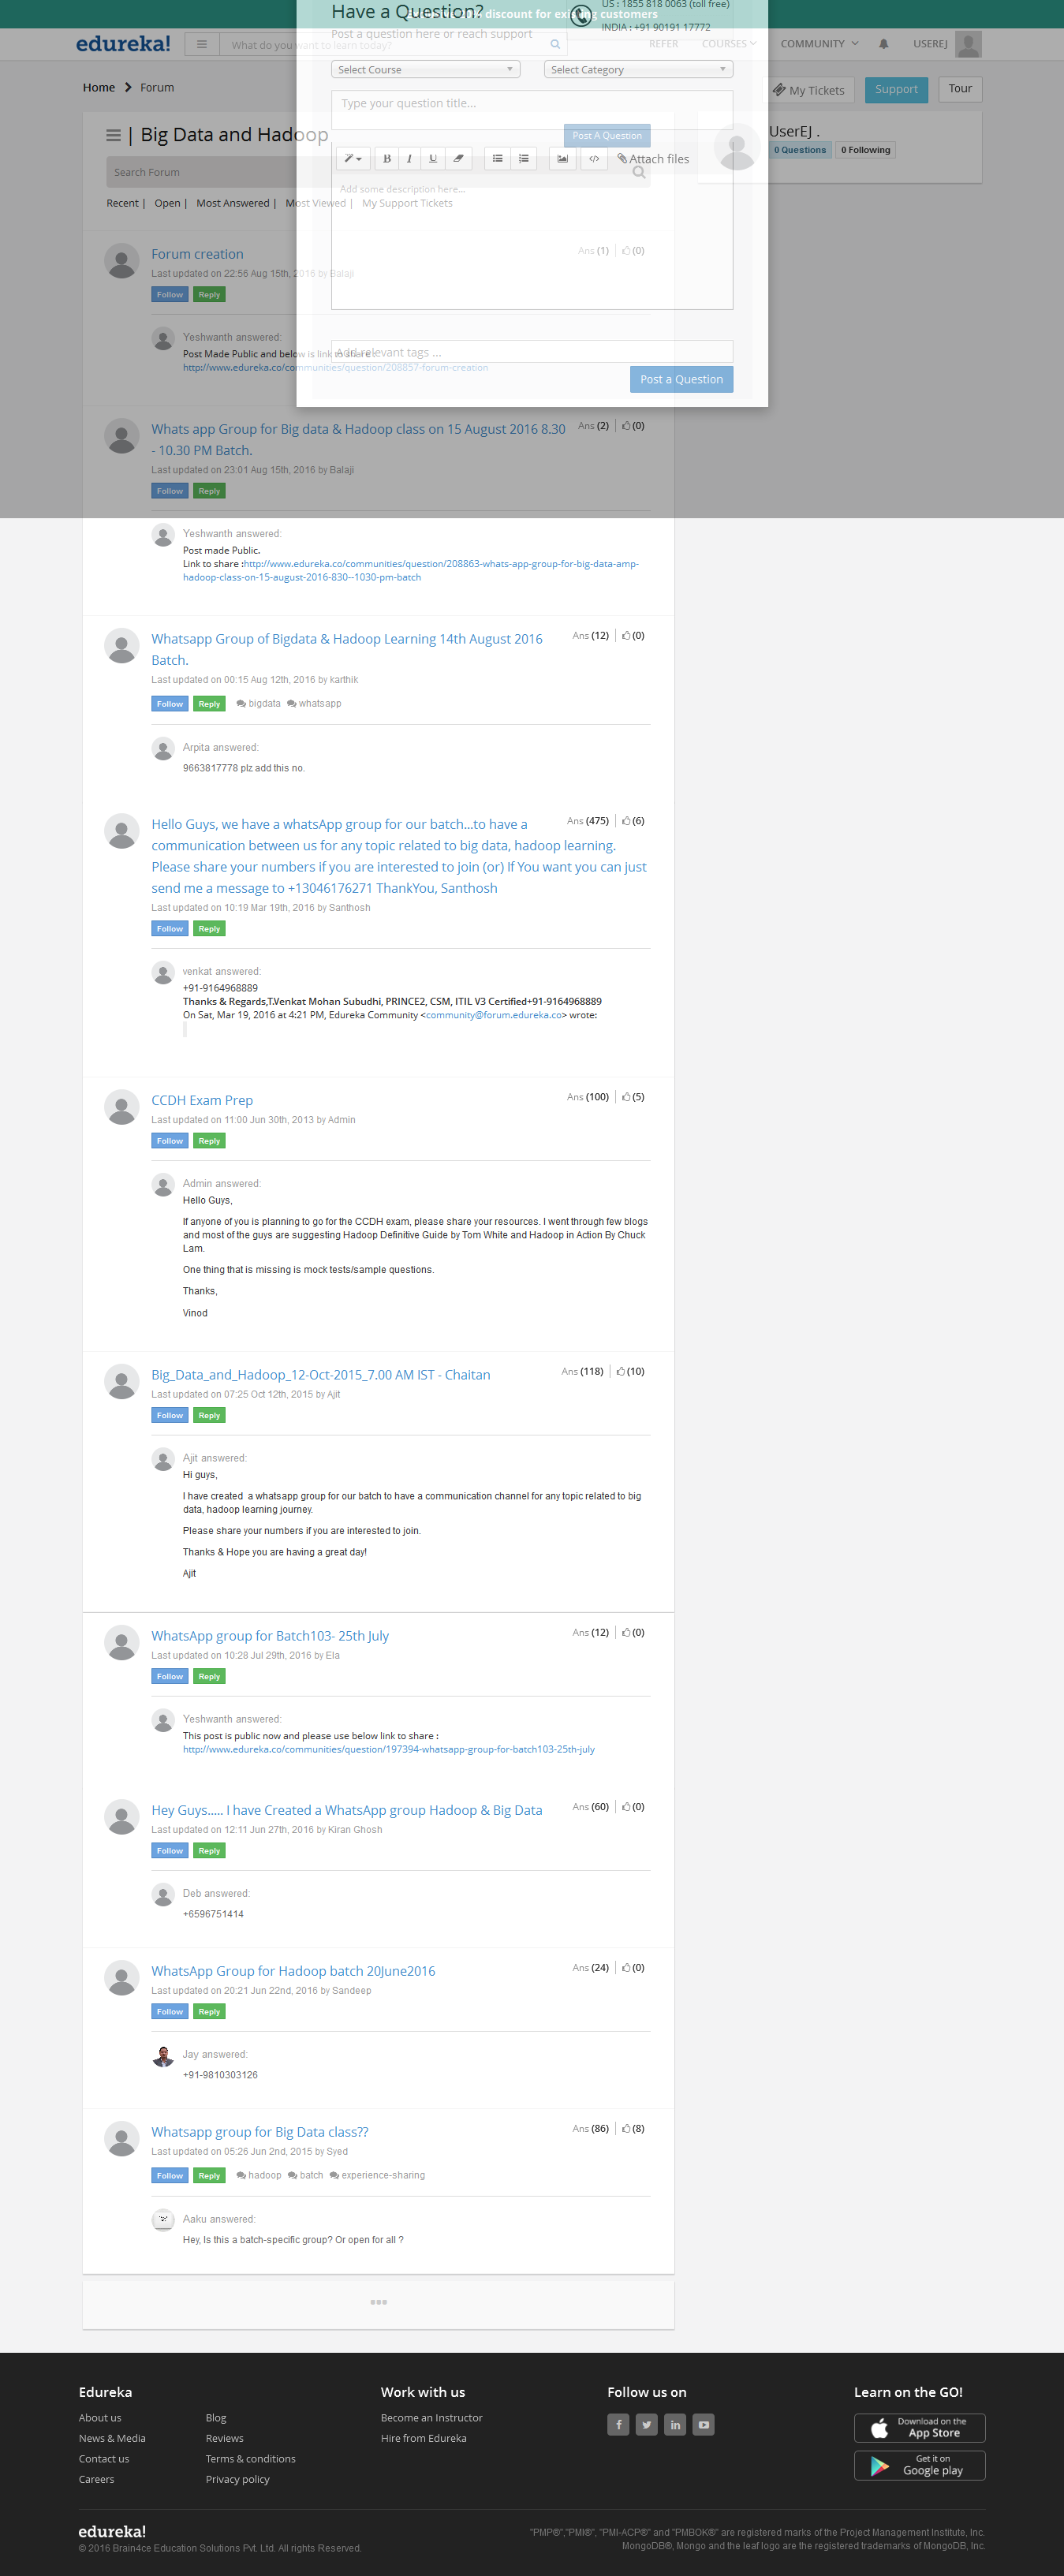 discount for existing customers
US : 1855 818 0063 (toll free)
INDIA : +91 90191 17772
edureka!
What do you want to learn today?
REFER
COURSES
COMMUNITY
USEREJ
Have a Question?
Post a question here or reach support
Select Course
Select Category
Type your question title...
Post A Question
B I U
Attach files
Add some description here...
Add relevant tags ...
Post a Question
Home
Forum
My Tickets
Support
Tour
UserEJ .
0 Questions
0 Following
| Big Data and Hadoop
Search Forum
Recent | Open | Most Answered | Most Viewed | My Support Tickets
Forum creation
Ans (1) (0)
Last updated on 22:56 Aug 15th, 2016 by Balaji
Follow Reply
Yeshwanth answered:
Post Made Public and below is link to share :
http://www.edureka.co/communities/question/208857-forum-creation
Whats app Group for Big data & Hadoop class on 15 August 2016 8.30
- 10.30 PM Batch.
Ans (2) (0)
Last updated on 23:01 Aug 15th, 2016 by Balaji
Follow Reply
Yeshwanth answered:
Post made Public.
Link to share :http://www.edureka.co/communities/question/208863-whats-app-group-for-big-data-amp-
hadoop-class-on-15-august-2016-830--1030-pm-batch
Whatsapp Group of Bigdata & Hadoop Learning 14th August 2016
Batch.
Ans (12) (0)
Last updated on 00:15 Aug 12th, 2016 by karthik
Follow Reply bigdata whatsapp
Arpita answered:
9663817778 plz add this no.
Hello Guys, we have a whatsApp group for our batch...to have a
communication between us for any topic related to big data, hadoop learning.
Please share your numbers if you are interested to join (or) If You want you can just
send me a message to +13046176271 ThankYou, Santhosh
Ans (475) (6)
Last updated on 10:19 Mar 19th, 2016 by Santhosh
Follow Reply
venkat answered:
+91-9164968889
Thanks & Regards,T.Venkat Mohan Subudhi, PRINCE2, CSM, ITIL V3 Certified+91-9164968889
On Sat, Mar 19, 2016 at 4:21 PM, Edureka Community <community@forum.edureka.co> wrote:
CCDH Exam Prep
Ans (100) (5)
Last updated on 11:00 Jun 30th, 2013 by Admin
Follow Reply
Admin answered:
Hello Guys,
If anyone of you is planning to go for the CCDH exam, please share your resources. I went through few blogs
and most of the guys are suggesting Hadoop Definitive Guide by Tom White and Hadoop in Action By Chuck
Lam.
One thing that is missing is mock tests/sample questions.
Thanks,
Vinod
Big_Data_and_Hadoop_12-Oct-2015_7.00 AM IST - Chaitan
Ans (118) (10)
Last updated on 07:25 Oct 12th, 2015 by Ajit
Follow Reply
Ajit answered:
Hi guys,
I have created a whatsapp group for our batch to have a communication channel for any topic related to big
data, hadoop learning journey.
Please share your numbers if you are interested to join.
Thanks & Hope you are having a great day!
Ajit
WhatsApp group for Batch103- 25th July
Ans (12) (0)
Last updated on 10:28 Jul 29th, 2016 by Ela
Follow Reply
Yeshwanth answered:
This post is public now and please use below link to share :
http://www.edureka.co/communities/question/197394-whatsapp-group-for-batch103-25th-july
Hey Guys..... I have Created a WhatsApp group Hadoop & Big Data
Ans (60) (0)
Last updated on 12:11 Jun 27th, 2016 by Kiran Ghosh
Follow Reply
Deb answered:
+6596751414
WhatsApp Group for Hadoop batch 20June2016
Ans (24) (0)
Last updated on 20:21 Jun 22nd, 2016 by Sandeep
Follow Reply
Jay answered:
+91-9810303126
Whatsapp group for Big Data class??
Ans (86) (8)
Last updated on 05:26 Jun 2nd, 2015 by Syed
Follow Reply hadoop batch experience-sharing
Aaku answered:
Hey, Is this a batch-specific group? Or open for all ?
Edureka
About us
News & Media
Contact us
Careers
Blog
Reviews
Terms & conditions
Privacy policy
Work with us
Become an Instructor
Hire from Edureka
Follow us on
Learn on the GO!
Download on the
App Store
Get it on
Google play
edureka!
© 2016 Brain4ce Education Solutions Pvt. Ltd. All rights Reserved.
"PMP®","PMI®", "PMI-ACP®" and "PMBOK®" are registered marks of the Project Management Institute, Inc.
MongoDB®, Mongo and the leaf logo are the registered trademarks of MongoDB, Inc.